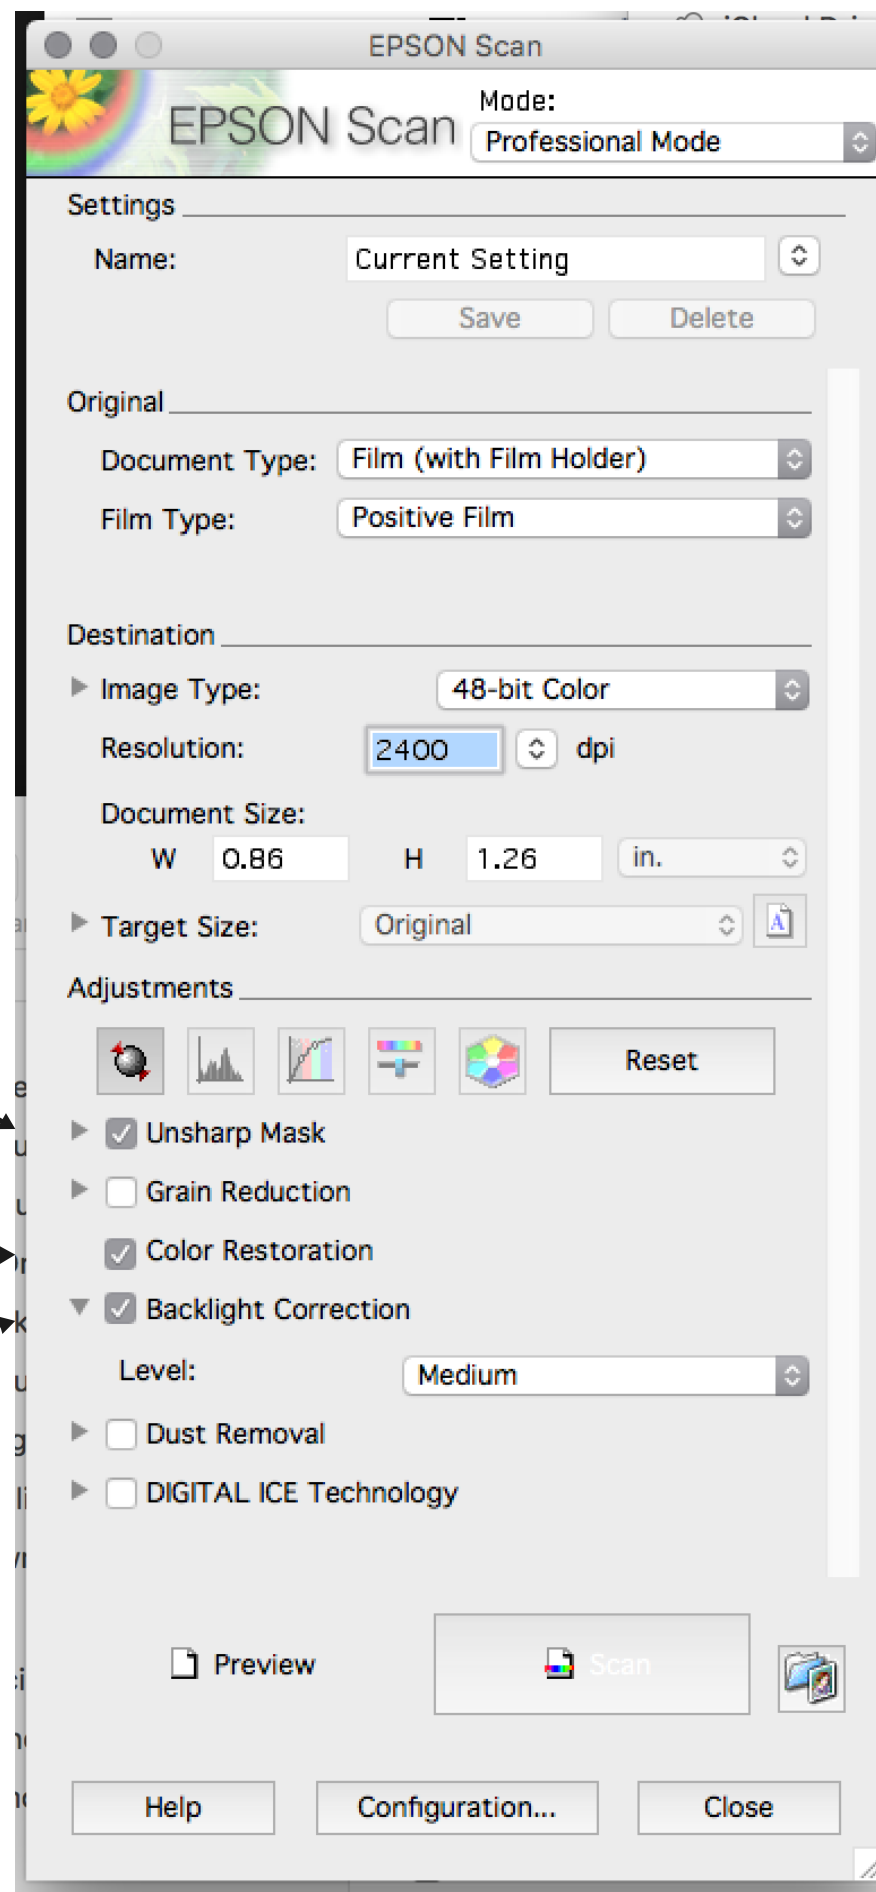 EPSON Scan
EPSON Scan
Mode:
Professional Mode
Settings
Name: Current Setting
Save Delete
Original
Document Type: Film (with Film Holder)
Film Type: Positive Film
Destination
Image Type: 48-bit Color
Resolution: 2400 dpi
Document Size:
W 0.86 H 1.26 in.
Target Size: Original A
Adjustments
Reset
Unsharp Mask
Grain Reduction
Color Restoration
Backlight Correction
Level: Medium
Dust Removal
DIGITAL ICE Technology
Preview Scan
Help Configuration... Close